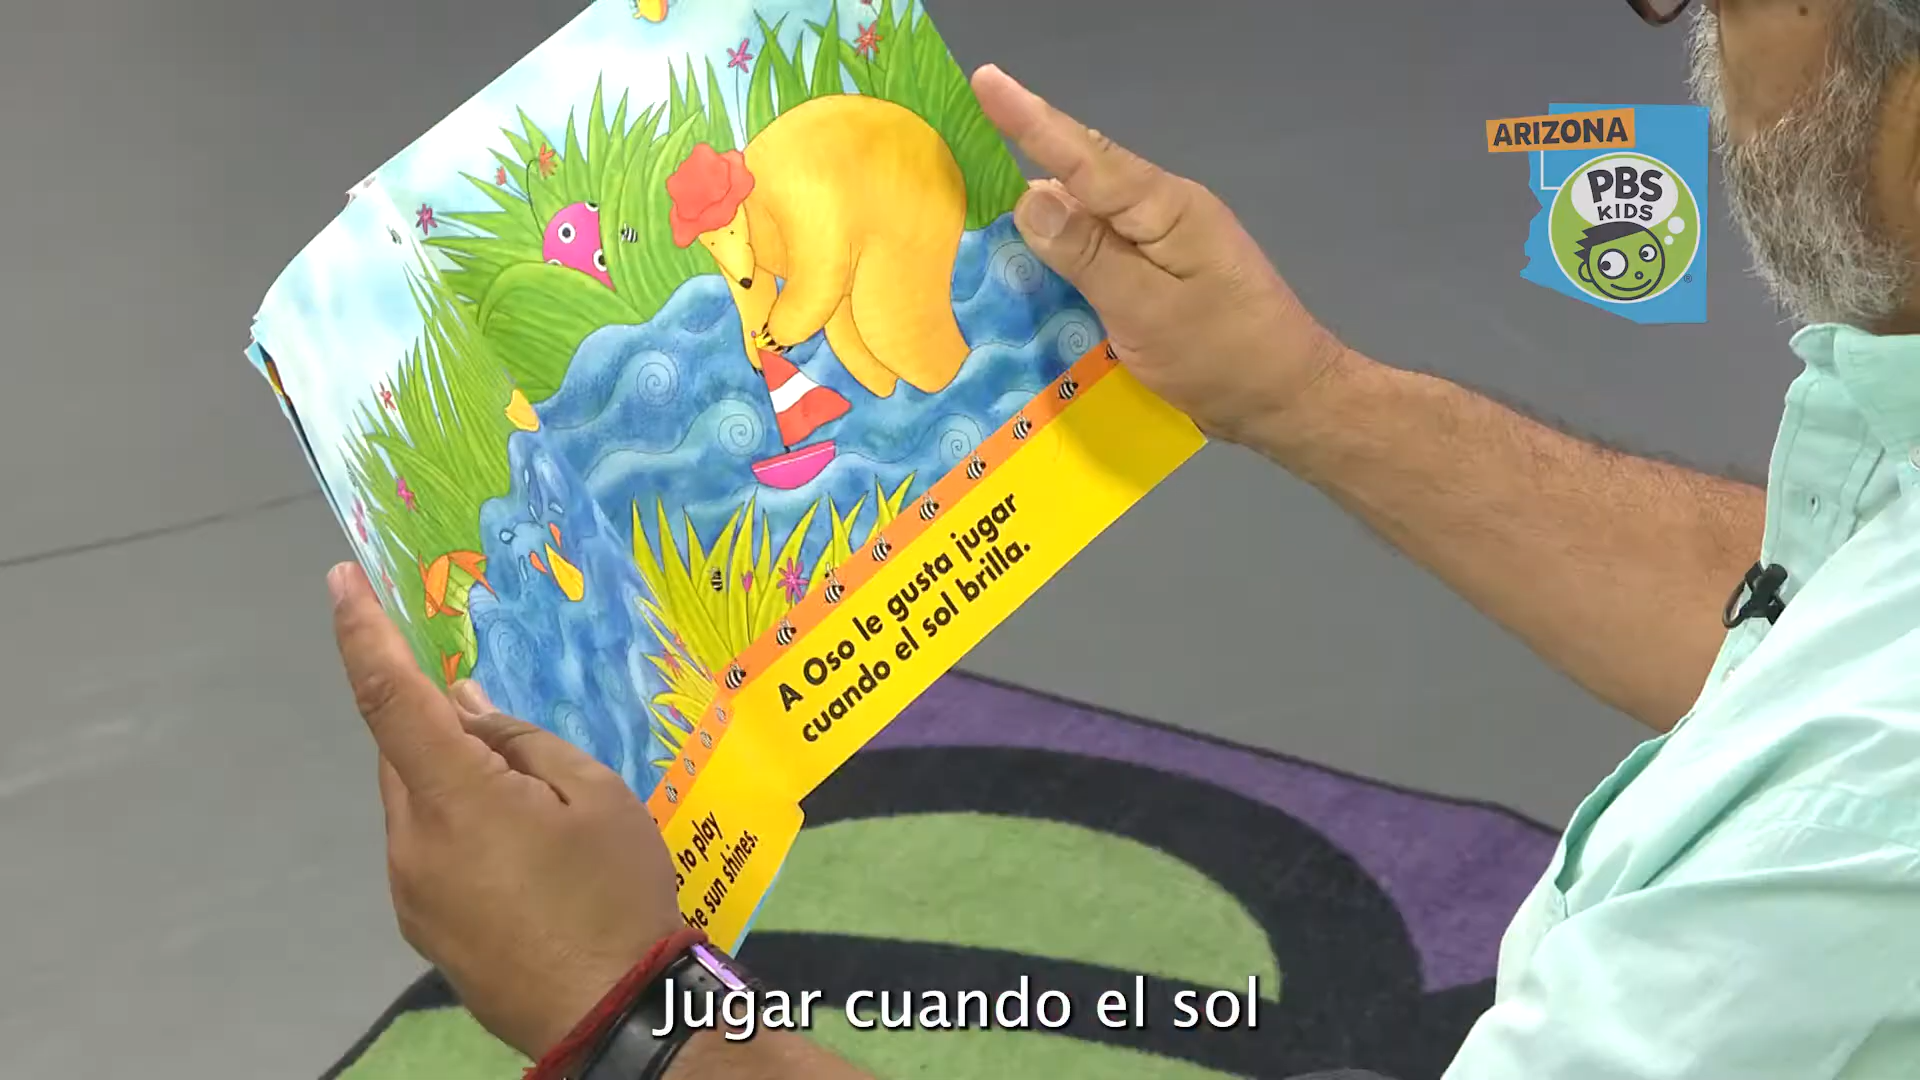 ARIZONA
PBS
KIDS
A Oso le gusta jugar
cuando el sol brilla.
to play
sun shines.
Jugar cuando el sol